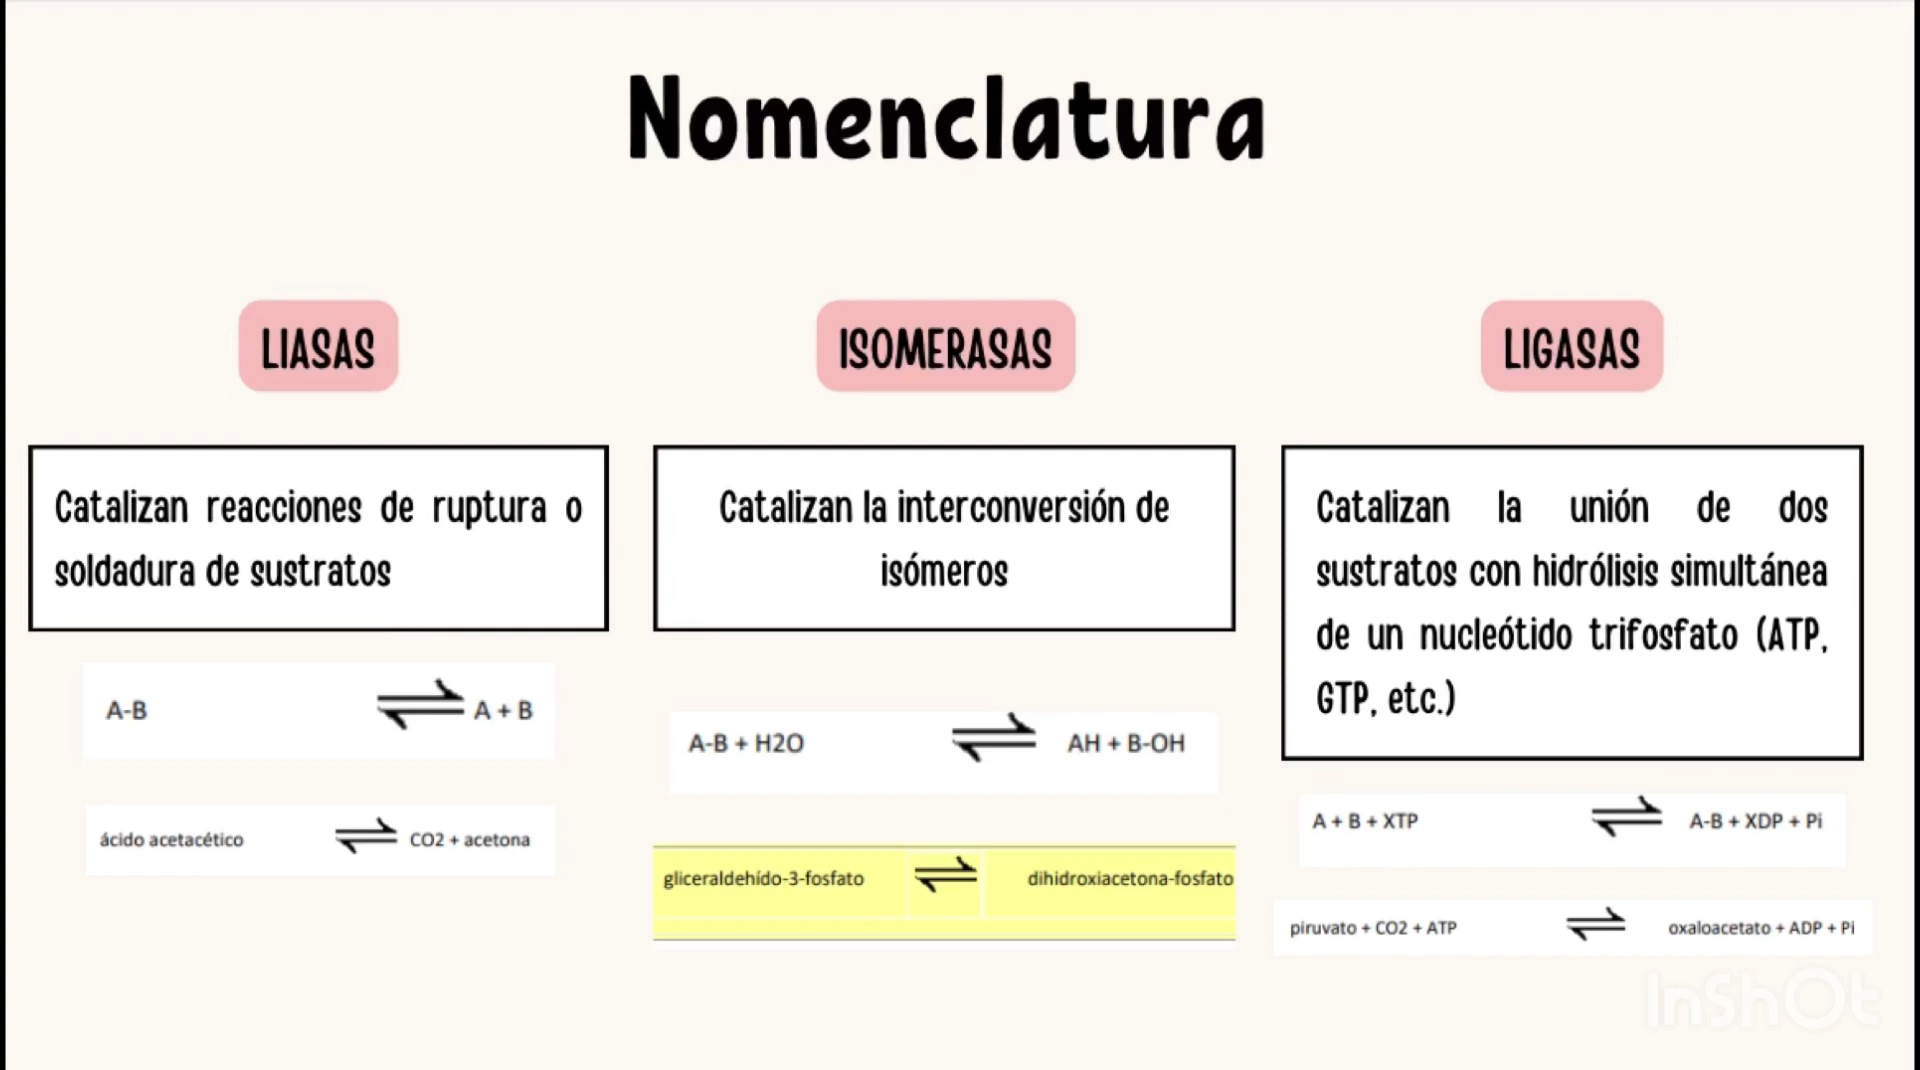 Nomenclatura
LIASAS
Catalizan reacciones de ruptura o
soldadura de sustratos
A-B ⇌ A + B
ácido acetacético ⇌ CO2 + acetona
ISOMERASAS
Catalizan la interconversión de
isómeros
A-B + H2O ⇌ AH + B-OH
gliceraldehído-3-fosfato ⇌ dihidroxiacetona-fosfato
LIGASAS
Catalizan la unión de dos
sustratos con hidrólisis simultánea
de un nucleótido trifosfato (ATP,
GTP, etc.)
A + B + XTP ⇌ A-B + XDP + Pi
piruvato + CO2 + ATP ⇌ oxaloacetato + ADP + Pi
InShOt